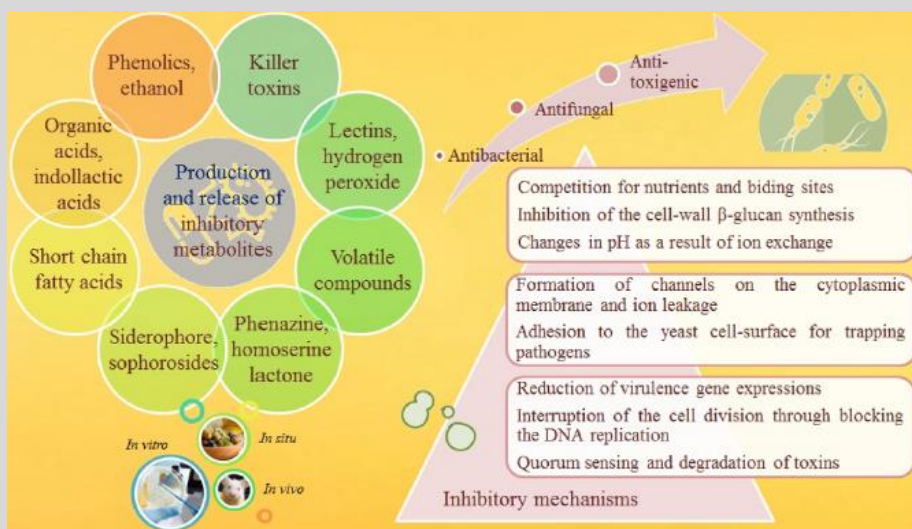 Phenolics,
ethanol
Killer
toxins
Lectins,
hydrogen
peroxide
Volatile
compounds
Phenazine,
homoserine
lactone
Siderophore,
sophorosides
Short chain
fatty acids
Organic
acids,
indollactic
acids
Production
and release of
inhibitory
metabolites
In vitro
In situ
In vivo
Antibacterial
Antifungal
Anti-
toxigenic
Competition for nutrients and biding sites
Inhibition of the cell-wall β-glucan synthesis
Changes in pH as a result of ion exchange
Formation of channels on the cytoplasmic
membrane and ion leakage
Adhesion to the yeast cell-surface for trapping
pathogens
Reduction of virulence gene expressions
Interruption of the cell division through blocking
the DNA replication
Quorum sensing and degradation of toxins
Inhibitory mechanisms